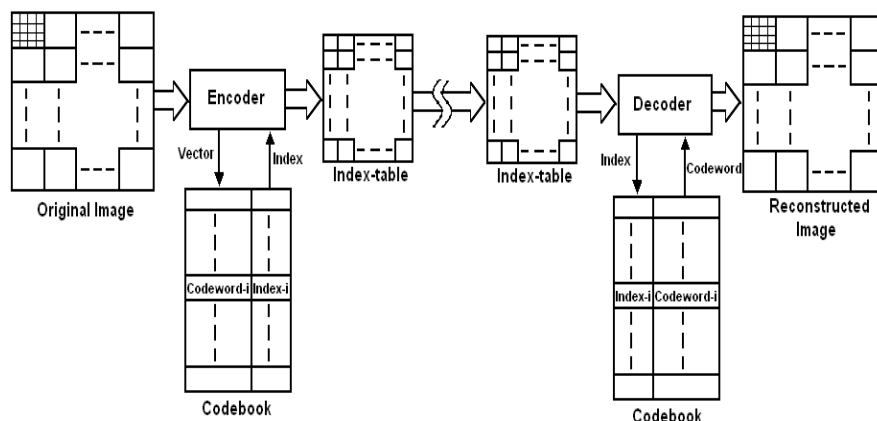 Original Image
Encoder
Vector
Index
Codeword-i
Index-i
Codebook
Index-table
Index-table
Decoder
Index
Codeword
Index-i
Codeword-i
Codebook
Reconstructed
Image